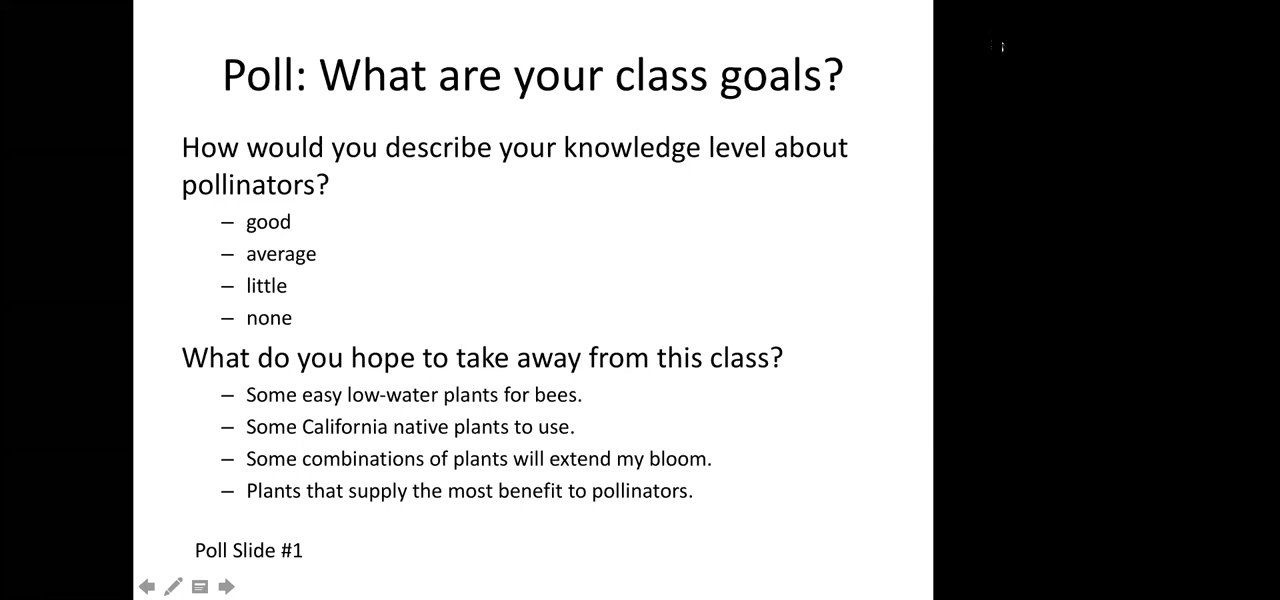 Poll: What are your class goals?
How would you describe your knowledge level about
pollinators?
– good
– average
– little
– none
What do you hope to take away from this class?
– Some easy low-water plants for bees.
– Some California native plants to use.
– Some combinations of plants will extend my bloom.
– Plants that supply the most benefit to pollinators.
Poll Slide #1